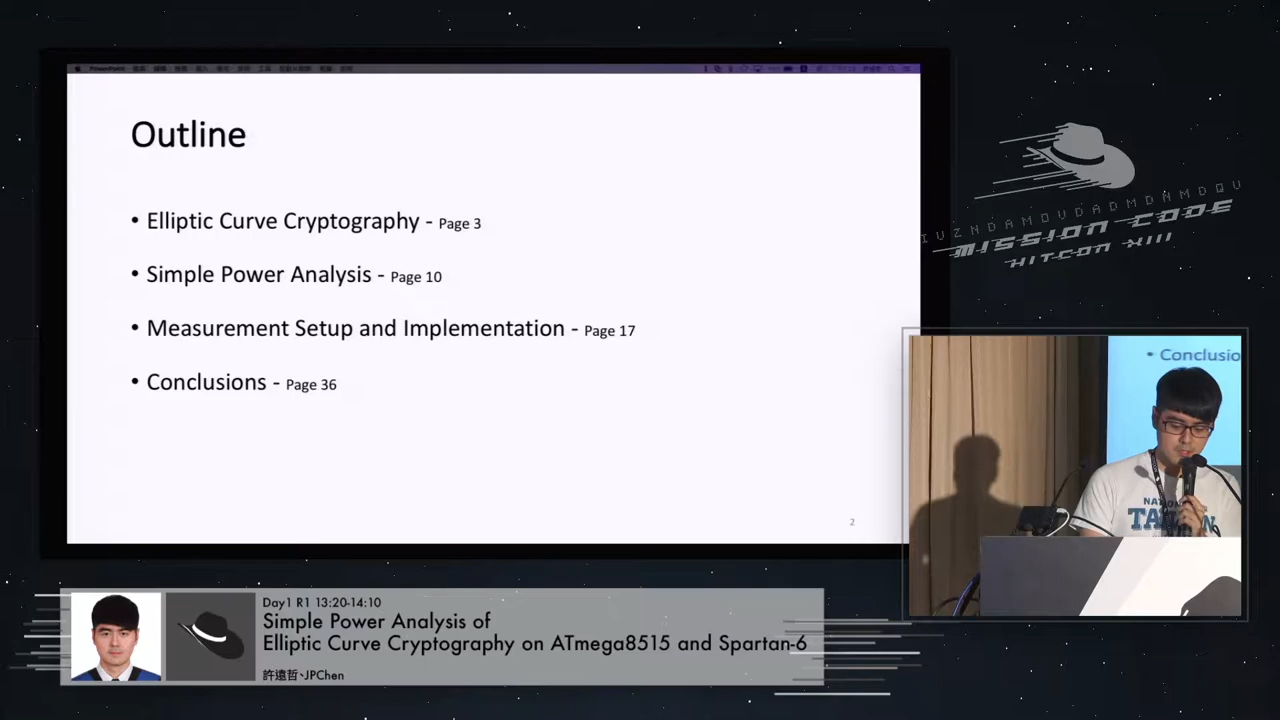 Outline
• Elliptic Curve Cryptography - Page 3
• Simple Power Analysis - Page 10
• Measurement Setup and Implementation - Page 17
• Conclusions - Page 36
2
MISSION CODE
HITCON XIII
• Conclusio
Day1 R1 13:20-14:10
Simple Power Analysis of
Elliptic Curve Cryptography on ATmega8515 and Spartan-6
許遠哲、JPChen